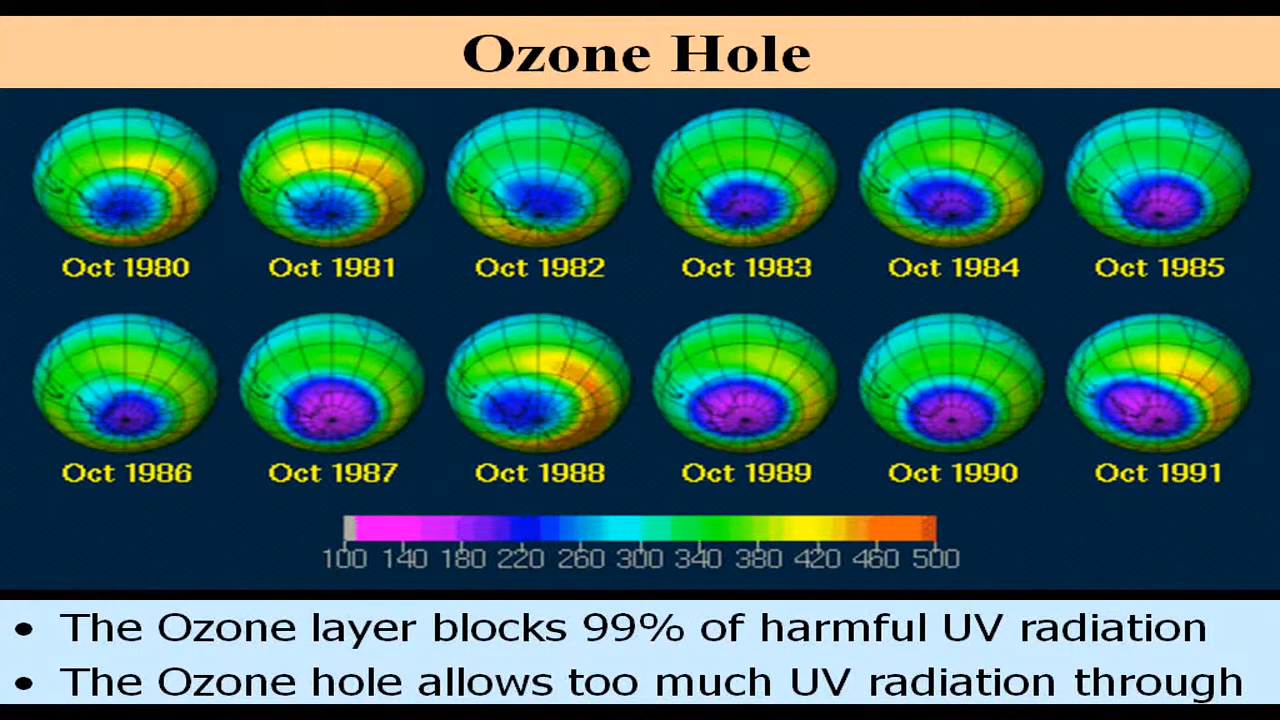 Ozone Hole
Oct 1980 Oct 1981 Oct 1982 Oct 1983 Oct 1984 Oct 1985
Oct 1986 Oct 1987 Oct 1988 Oct 1989 Oct 1990 Oct 1991
100 140 180 220 260 300 340 380 420 460 500
• The Ozone layer blocks 99% of harmful UV radiation
• The Ozone hole allows too much UV radiation through